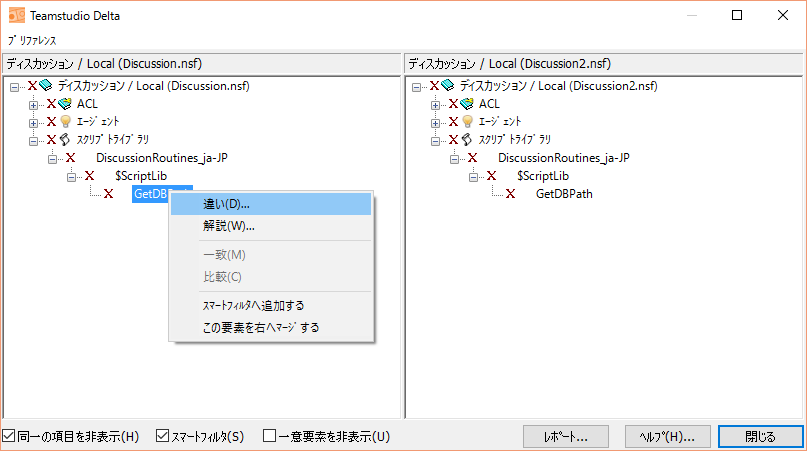 Teamstudio Delta
ﾌﾟﾘﾌｧﾚﾝｽ
ディスカッション / Local (Discussion.nsf)
ディスカッション / Local (Discussion2.nsf)
ディスカッション / Local (Discussion.nsf)
ACL
ｴｰｼﾞｪﾝﾄ
ｽｸﾘﾌﾟﾄﾗｲﾌﾞﾗﾘ
DiscussionRoutines_ja-JP
$ScriptLib
GetDBPath
違い(D)...
解説(W)...
一致(M)
比較(C)
ｽﾏｰﾄﾌｨﾙﾀへ追加する
この要素を右へﾏｰｼﾞする
ディスカッション / Local (Discussion2.nsf)
ACL
ｴｰｼﾞｪﾝﾄ
ｽｸﾘﾌﾟﾄﾗｲﾌﾞﾗﾘ
DiscussionRoutines_ja-JP
$ScriptLib
GetDBPath
同一の項目を非表示(H)
ｽﾏｰﾄﾌｨﾙﾀ(S)
一意要素を非表示(U)
ﾚﾎﾟｰﾄ...
ﾍﾙﾌﾟ(H)...
閉じる